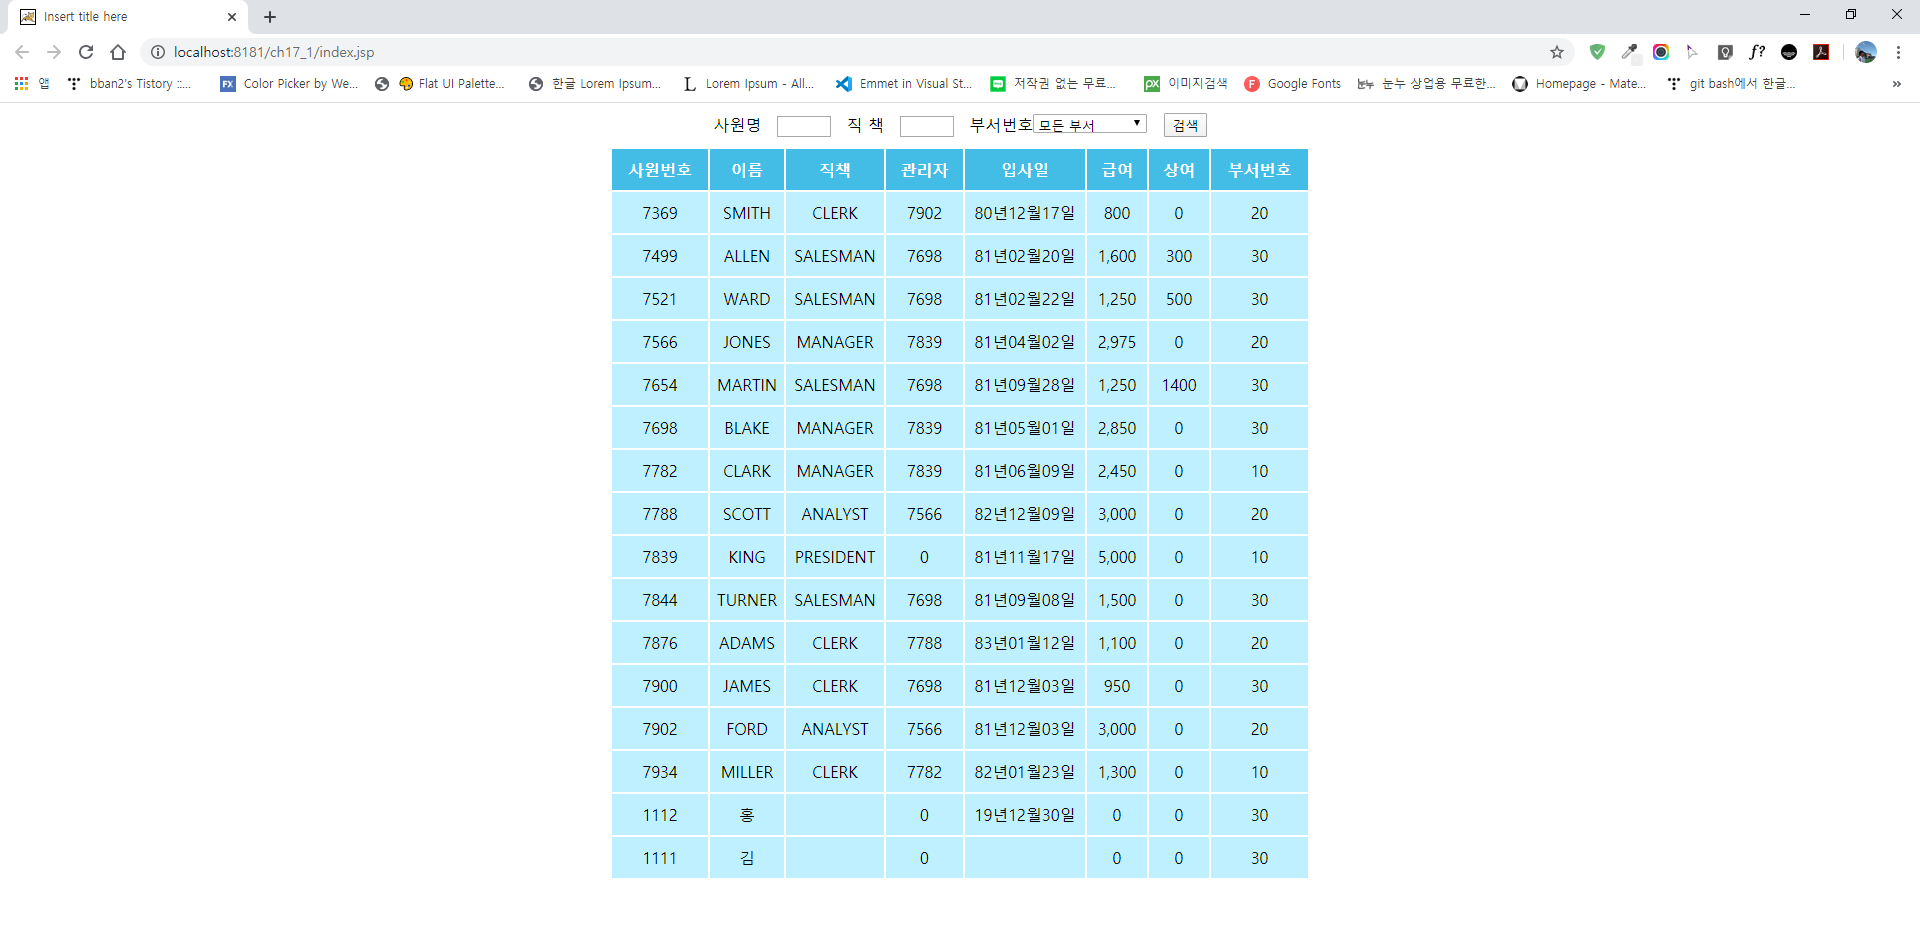 Insert title here
localhost:8181/ch17_1/index.jsp
앱 bban2's Tistory ::... Color Picker by We... Flat UI Palette... 한글 Lorem Ipsum... Lorem Ipsum - All... Emmet in Visual St... 저작권 없는 무료... 이미지검색 Google Fonts 눈누 상업용 무료한... Homepage - Mate... git bash에서 한글... »
사원명 직 책 부서번호 모든 부서 검색
사원번호 이름 직책 관리자 입사일 급여 상여 부서번호
7369 SMITH CLERK 7902 80년12월17일 800 0 20
7499 ALLEN SALESMAN 7698 81년02월20일 1,600 300 30
7521 WARD SALESMAN 7698 81년02월22일 1,250 500 30
7566 JONES MANAGER 7839 81년04월02일 2,975 0 20
7654 MARTIN SALESMAN 7698 81년09월28일 1,250 1400 30
7698 BLAKE MANAGER 7839 81년05월01일 2,850 0 30
7782 CLARK MANAGER 7839 81년06월09일 2,450 0 10
7788 SCOTT ANALYST 7566 82년12월09일 3,000 0 20
7839 KING PRESIDENT 0 81년11월17일 5,000 0 10
7844 TURNER SALESMAN 7698 81년09월08일 1,500 0 30
7876 ADAMS CLERK 7788 83년01월12일 1,100 0 20
7900 JAMES CLERK 7698 81년12월03일 950 0 30
7902 FORD ANALYST 7566 81년12월03일 3,000 0 20
7934 MILLER CLERK 7782 82년01월23일 1,300 0 10
1112 홍 0 19년12월30일 0 0 30
1111 김 0 0 0 30